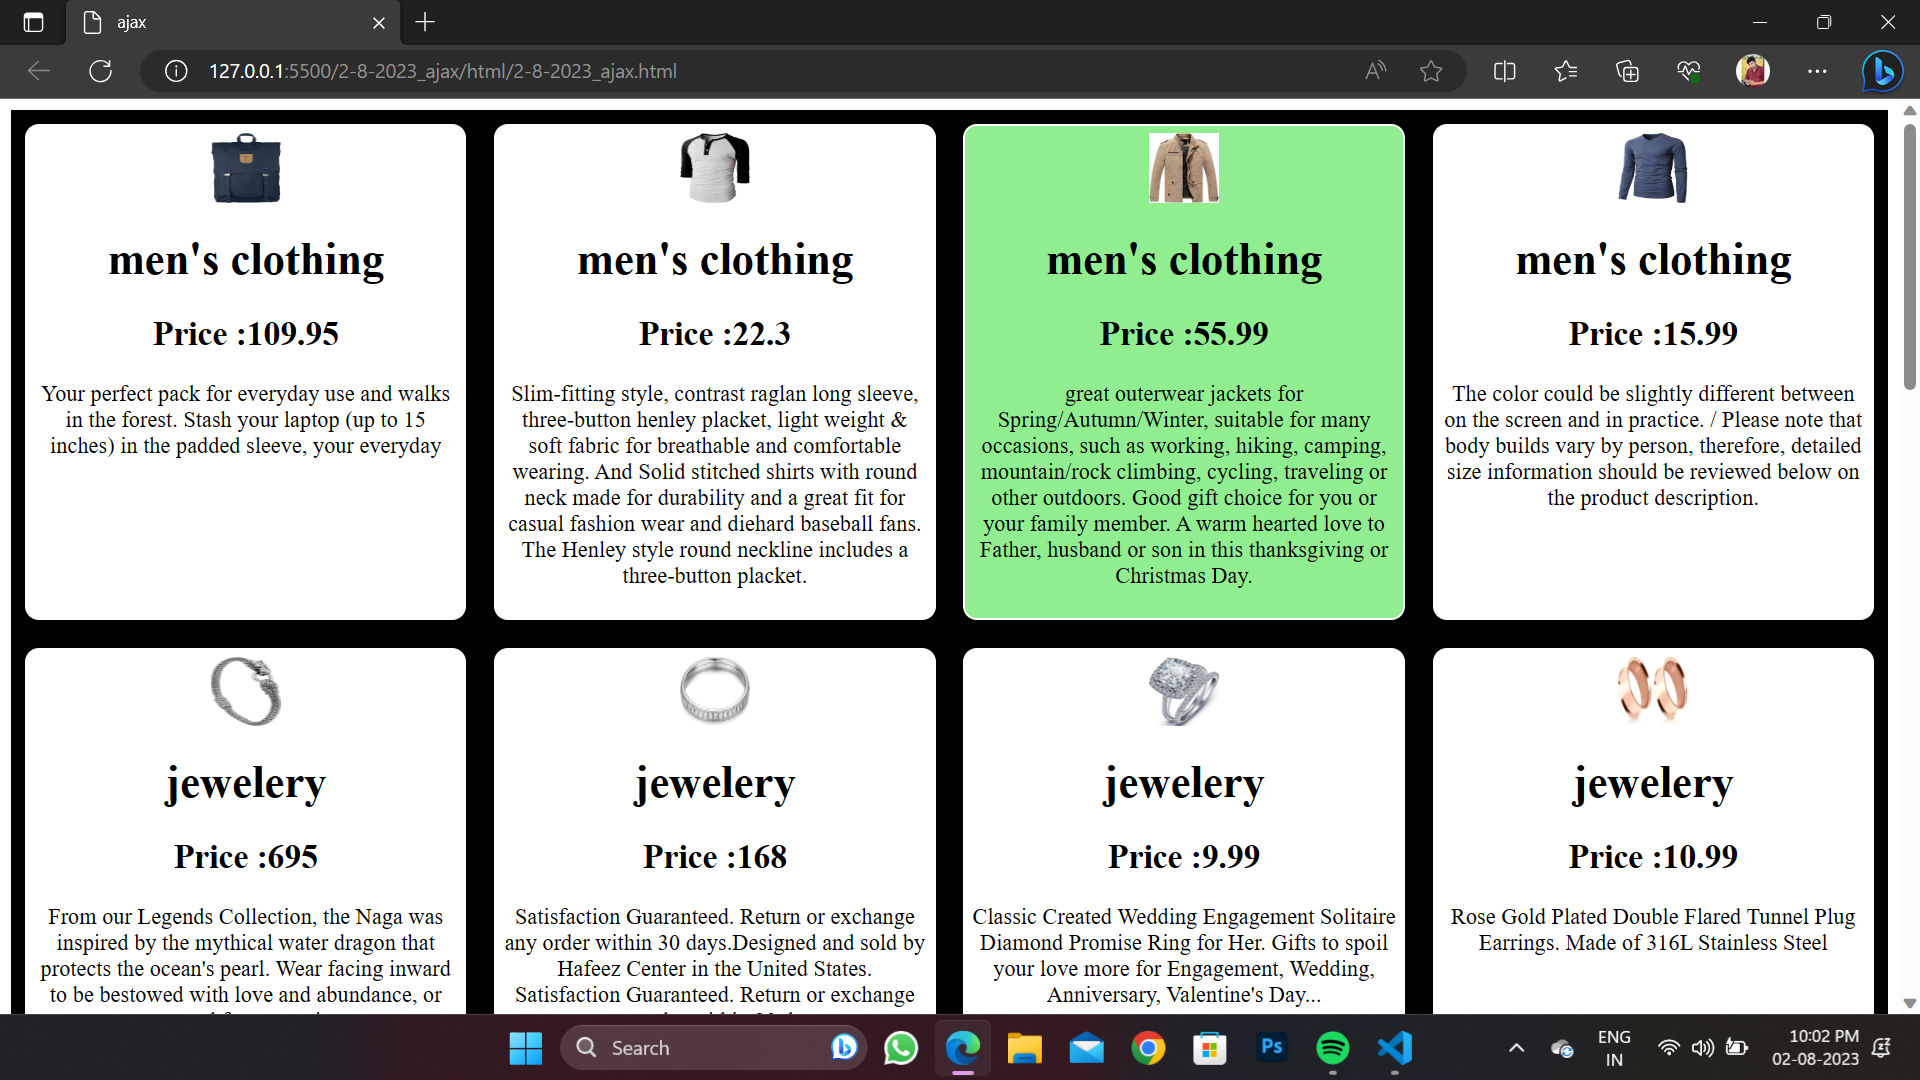 ajax
127.0.0.1:5500/2-8-2023_ajax/html/2-8-2023_ajax.html
men's clothing
Price :109.95
Your perfect pack for everyday use and walks
in the forest. Stash your laptop (up to 15
inches) in the padded sleeve, your everyday
men's clothing
Price :22.3
Slim-fitting style, contrast raglan long sleeve,
three-button henley placket, light weight &
soft fabric for breathable and comfortable
wearing. And Solid stitched shirts with round
neck made for durability and a great fit for
casual fashion wear and diehard baseball fans.
The Henley style round neckline includes a
three-button placket.
men's clothing
Price :55.99
great outerwear jackets for
Spring/Autumn/Winter, suitable for many
occasions, such as working, hiking, camping,
mountain/rock climbing, cycling, traveling or
other outdoors. Good gift choice for you or
your family member. A warm hearted love to
Father, husband or son in this thanksgiving or
Christmas Day.
men's clothing
Price :15.99
The color could be slightly different between
on the screen and in practice. / Please note that
body builds vary by person, therefore, detailed
size information should be reviewed below on
the product description.
jewelery
Price :695
From our Legends Collection, the Naga was
inspired by the mythical water dragon that
protects the ocean's pearl. Wear facing inward
to be bestowed with love and abundance, or
jewelery
Price :168
Satisfaction Guaranteed. Return or exchange
any order within 30 days.Designed and sold by
Hafeez Center in the United States.
Satisfaction Guaranteed. Return or exchange
jewelery
Price :9.99
Classic Created Wedding Engagement Solitaire
Diamond Promise Ring for Her. Gifts to spoil
your love more for Engagement, Wedding,
Anniversary, Valentine's Day...
jewelery
Price :10.99
Rose Gold Plated Double Flared Tunnel Plug
Earrings. Made of 316L Stainless Steel
Search
Ps
ENG
IN
10:02 PM
02-08-2023